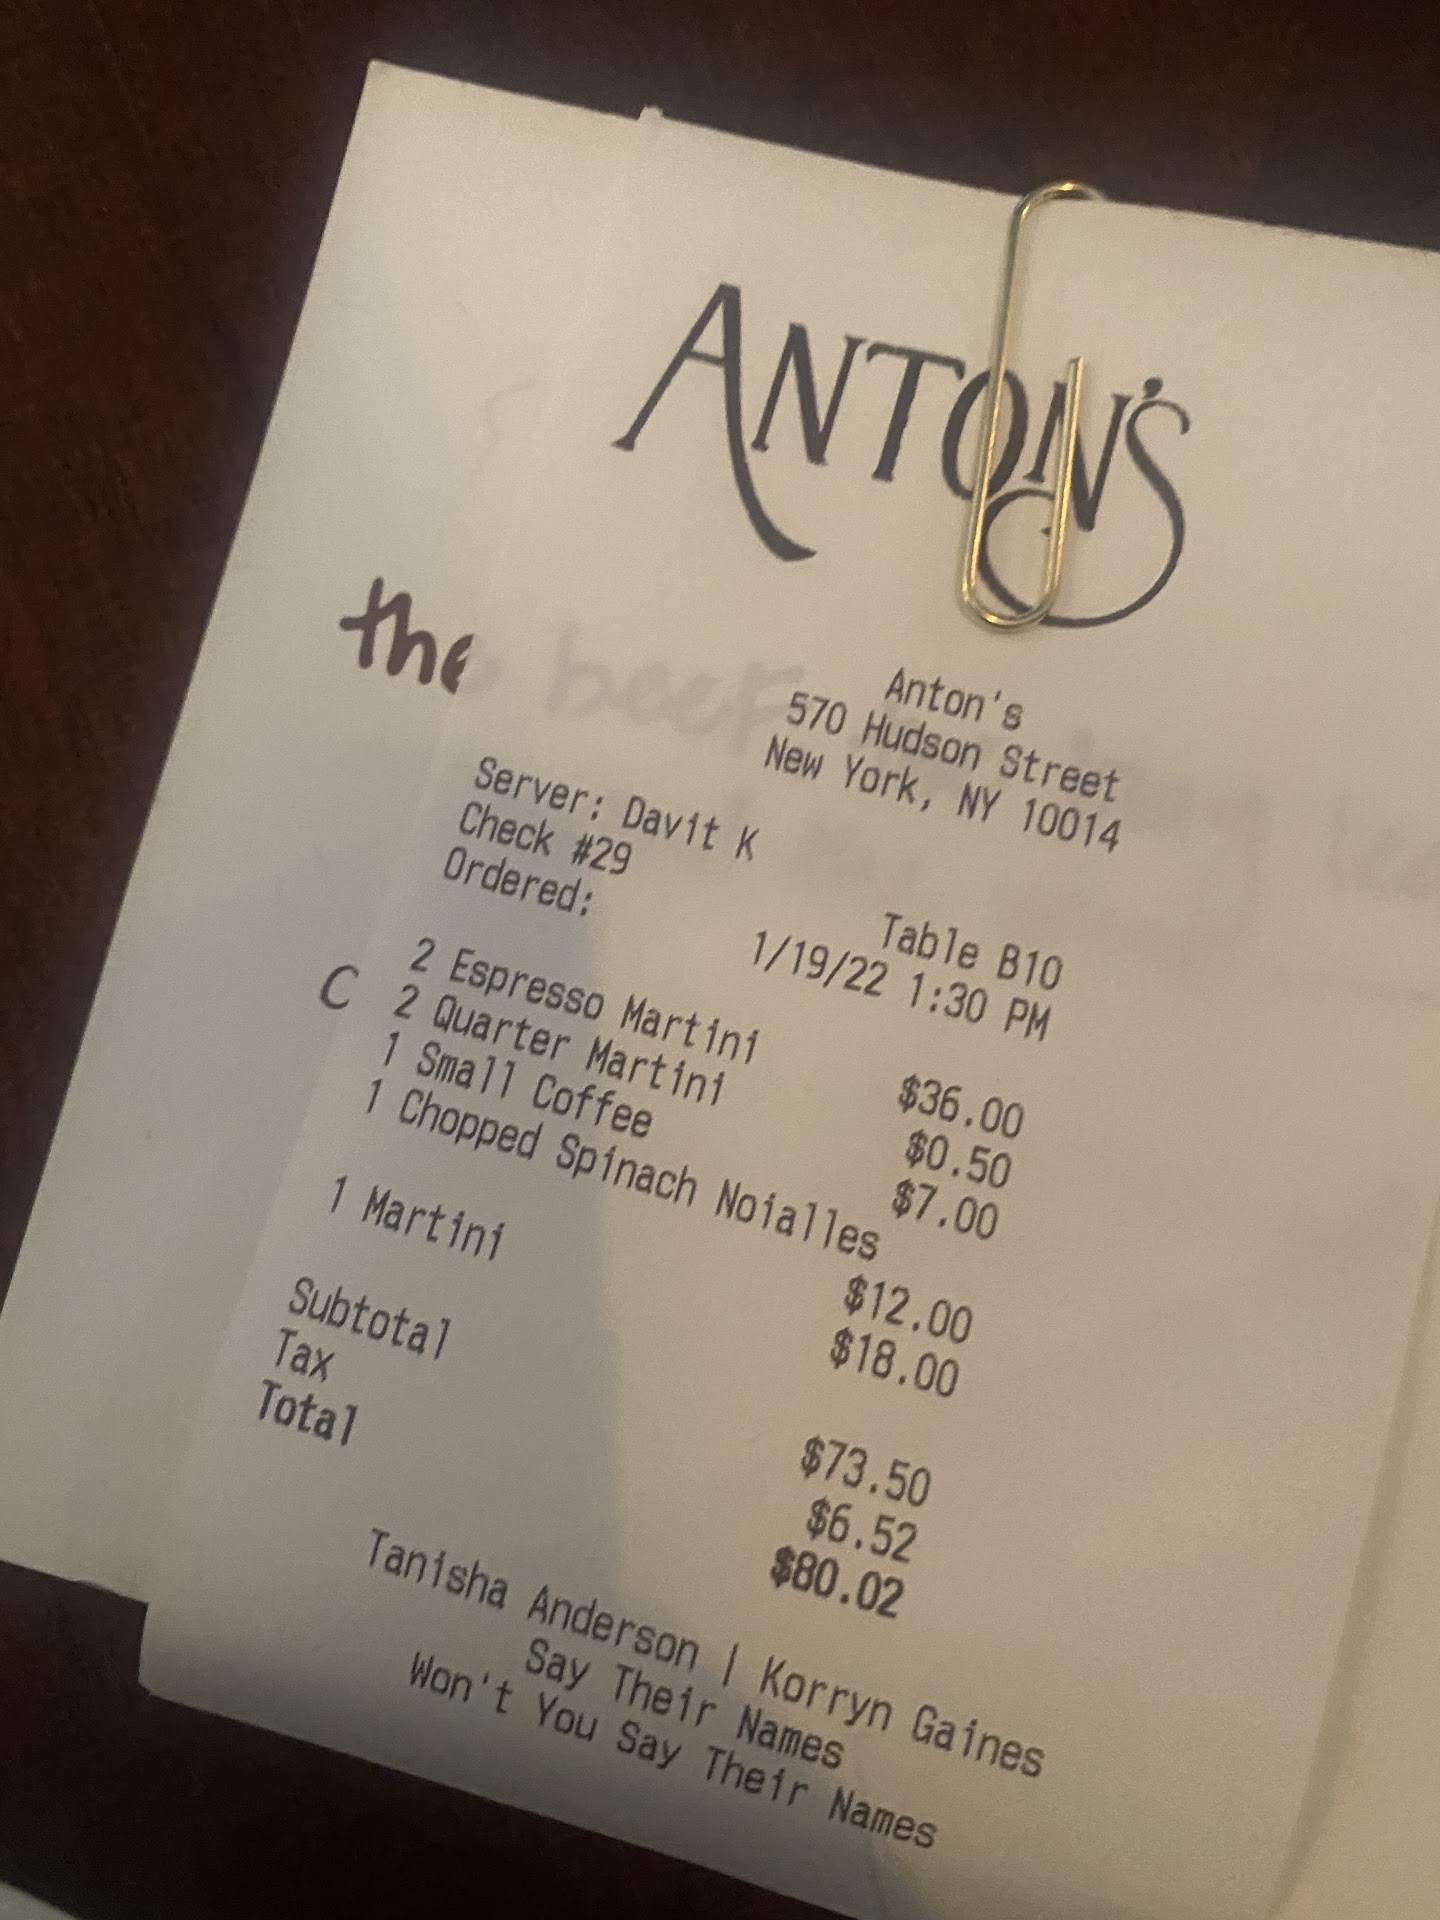 ANTON'S
the beef
Anton's
570 Hudson Street
New York, NY 10014
Server: Davit K
Check #29
Table B10
Ordered:
1/19/22 1:30 PM
2 Espresso Martini $36.00
C
2 Quarter Martini $0.50
1 Small Coffee $7.00
1 Chopped Spinach Noialles $12.00
1 Martini $18.00
Subtotal $73.50
Tax $6.52
Total $80.02
Tanisha Anderson | Korryn Gaines
Say Their Names
Won't You Say Their Names